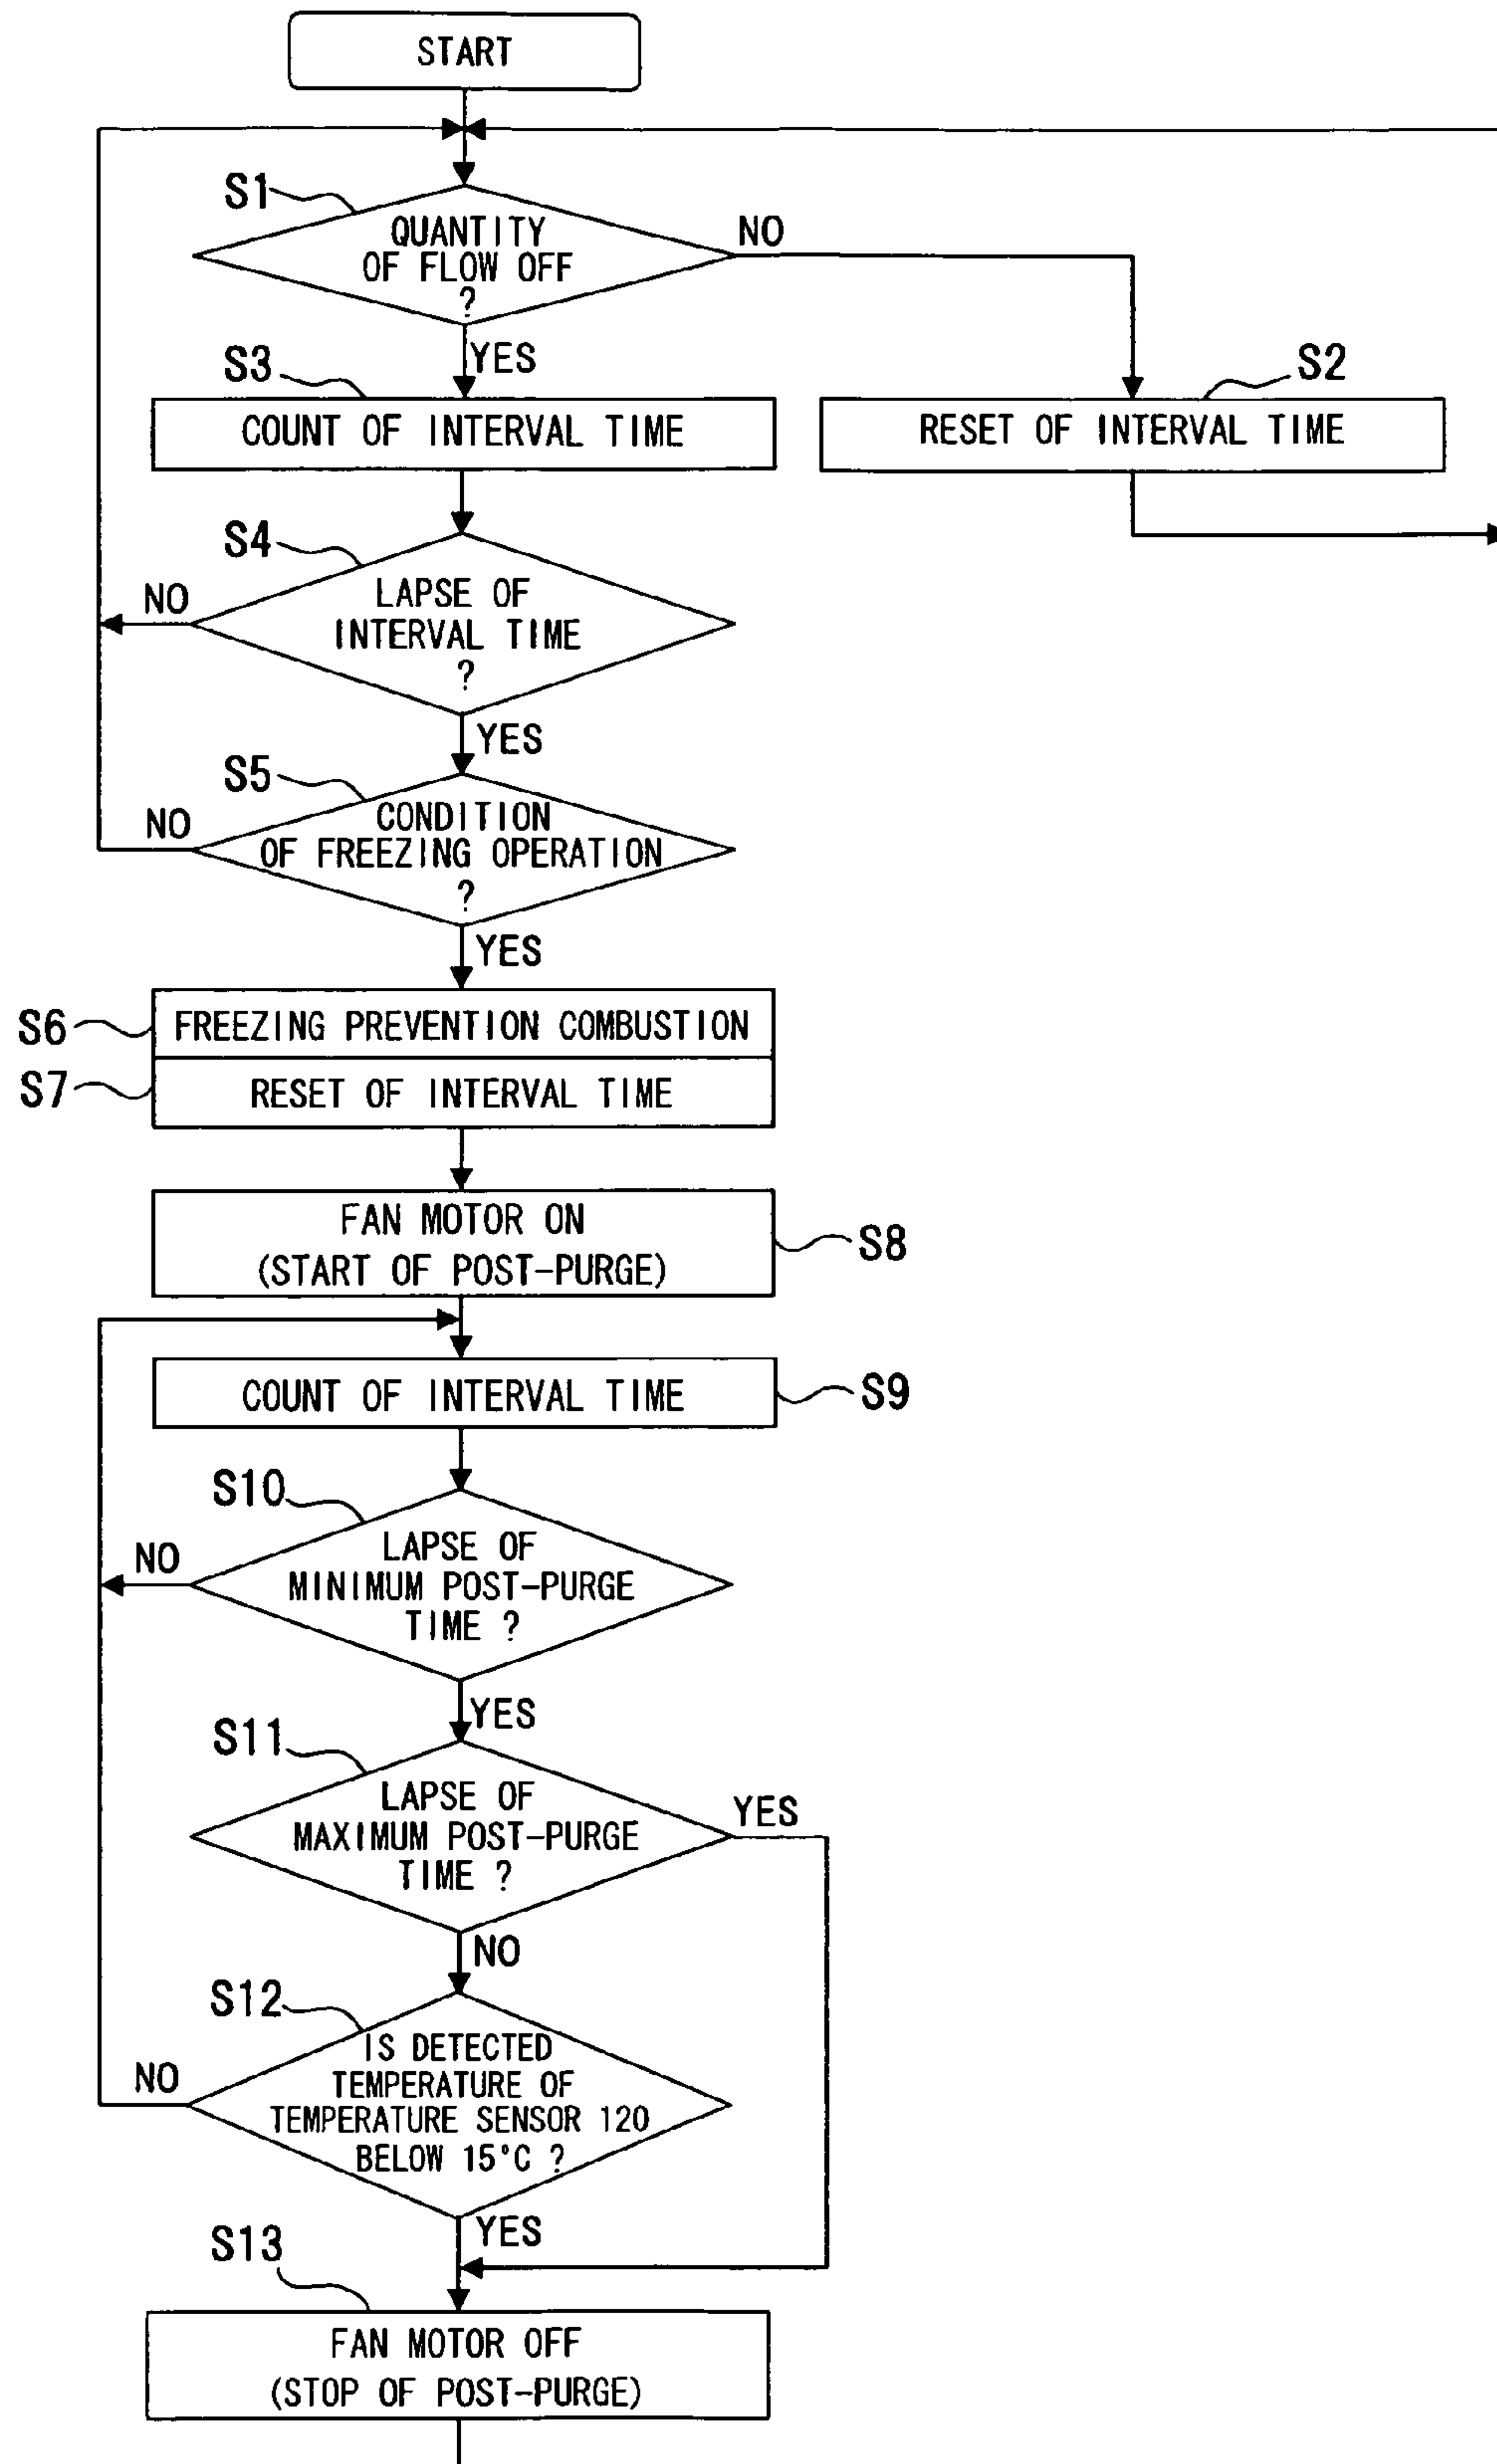 START
S1
QUANTITY
OF FLOW OFF
?
NO
YES
S3
COUNT OF INTERVAL TIME
S2
RESET OF INTERVAL TIME
S4
LAPSE OF
INTERVAL TIME
?
NO
YES
S5
CONDITION
OF FREEZING OPERATION
?
NO
YES
S6
FREEZING PREVENTION COMBUSTION
S7
RESET OF INTERVAL TIME
FAN MOTOR ON
(START OF POST-PURGE)
S8
COUNT OF INTERVAL TIME
S9
S10
LAPSE OF
MINIMUM POST-PURGE
TIME ?
NO
YES
S11
LAPSE OF
MAXIMUM POST-PURGE
TIME ?
YES
NO
S12
IS DETECTED
TEMPERATURE OF
TEMPERATURE SENSOR 120
BELOW 15°C ?
NO
YES
S13
FAN MOTOR OFF
(STOP OF POST-PURGE)